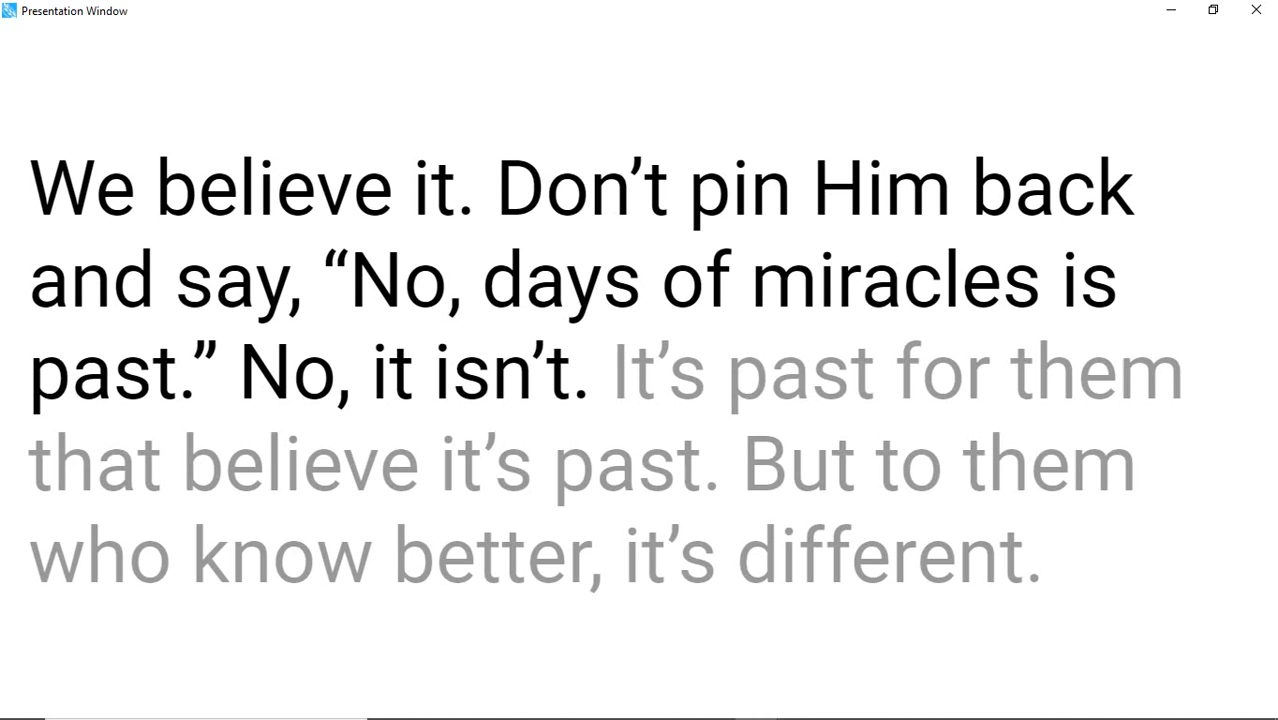 Presentation Window
We believe it. Don’t pin Him back
and say, “No, days of miracles is
past.” No, it isn’t. It’s past for them
that believe it’s past. But to them
who know better, it’s different.